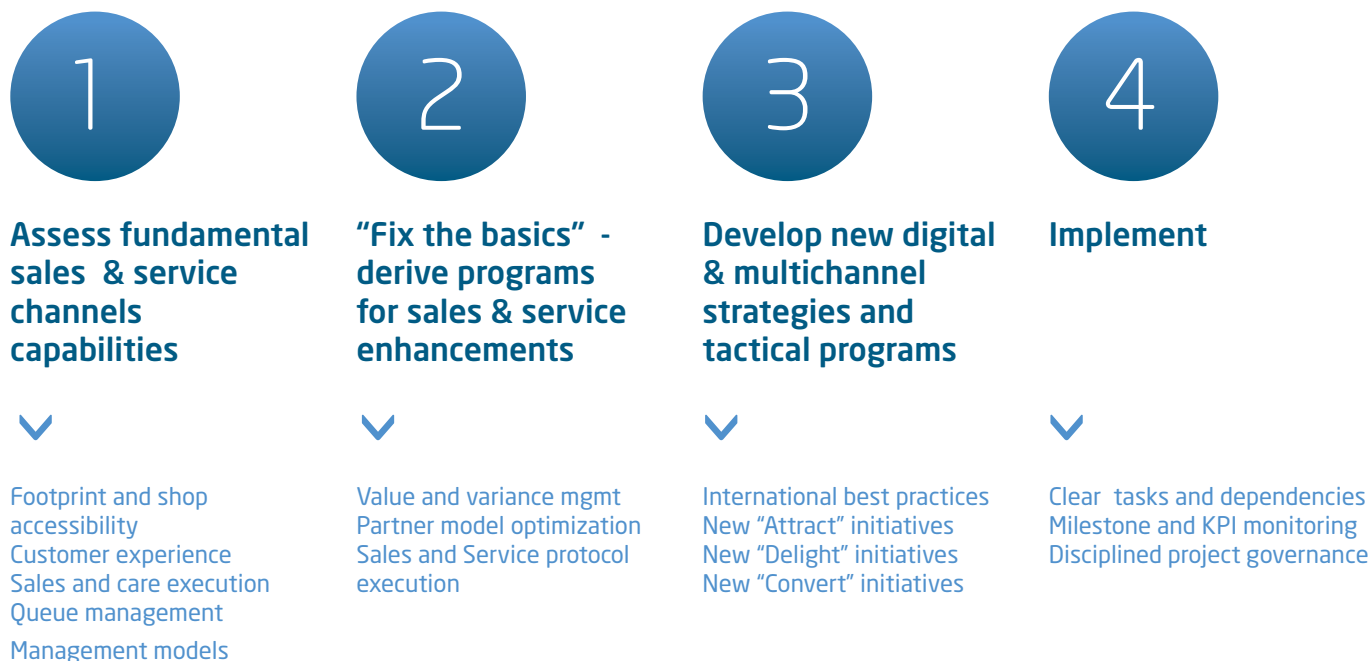 1
Assess fundamental
sales & service
channels
capabilities
Footprint and shop
accessibility
Customer experience
Sales and care execution
Queue management
Management models
2
"Fix the basics" -
derive programs
for sales & service
enhancements
Value and variance mgmt
Partner model optimization
Sales and Service protocol
execution
3
Develop new digital
& multichannel
strategies and
tactical programs
International best practices
New “Attract” initiatives
New “Delight” initiatives
New “Convert” initiatives
4
Implement
Clear tasks and dependencies
Milestone and KPI monitoring
Disciplined project governance